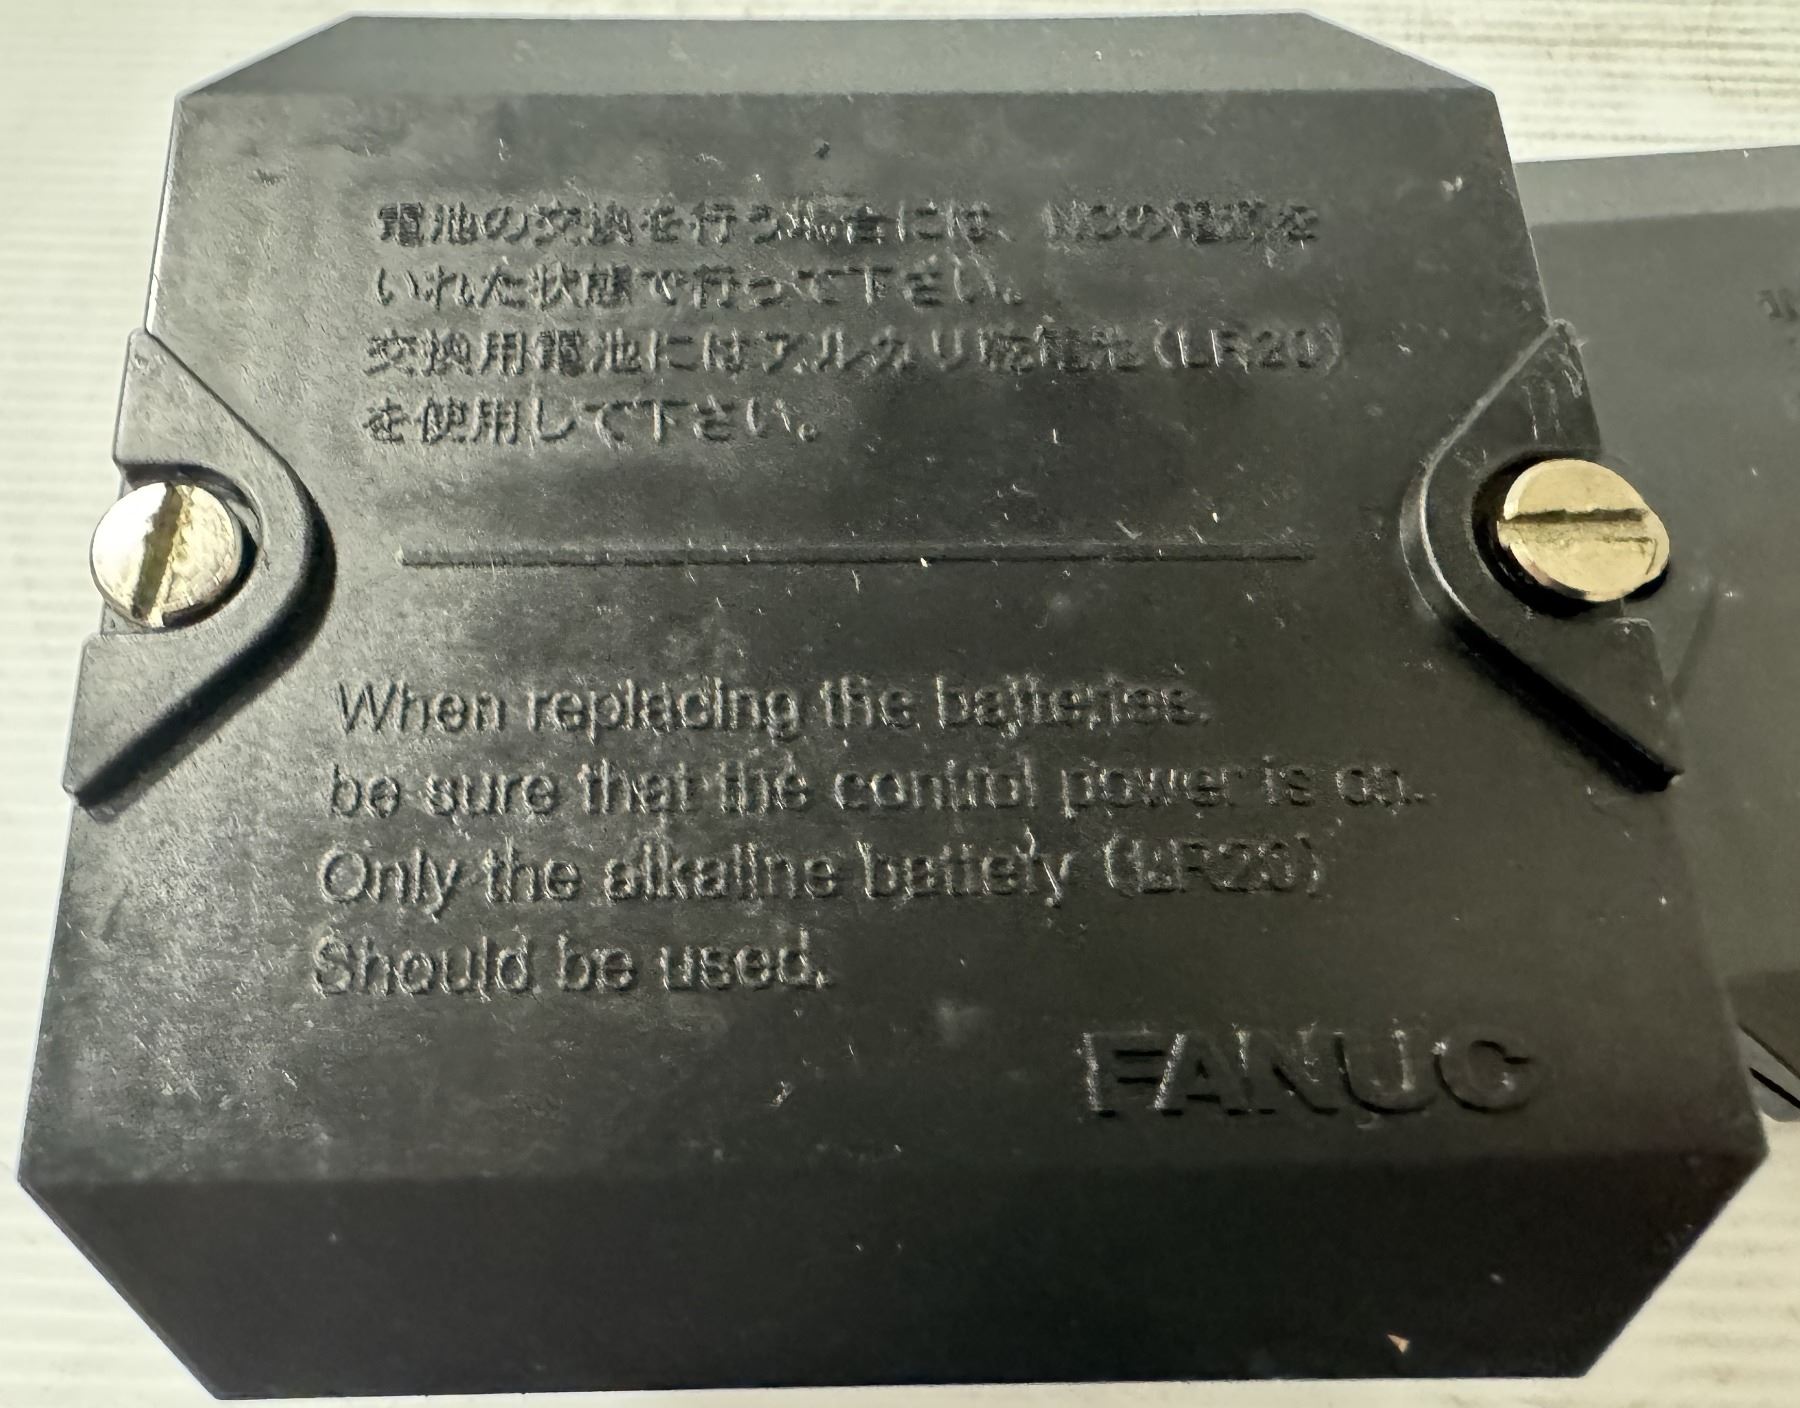 電池の交換を行う場合には、NCの電源を
いれた状態で行って下さい。
交換用電池にはアルカリ乾電池(LR20)
を使用して下さい。
When replacing the batteries.
be sure that the control power is on.
Only the alkaline battery (LR20)
Should be used.
FANUC